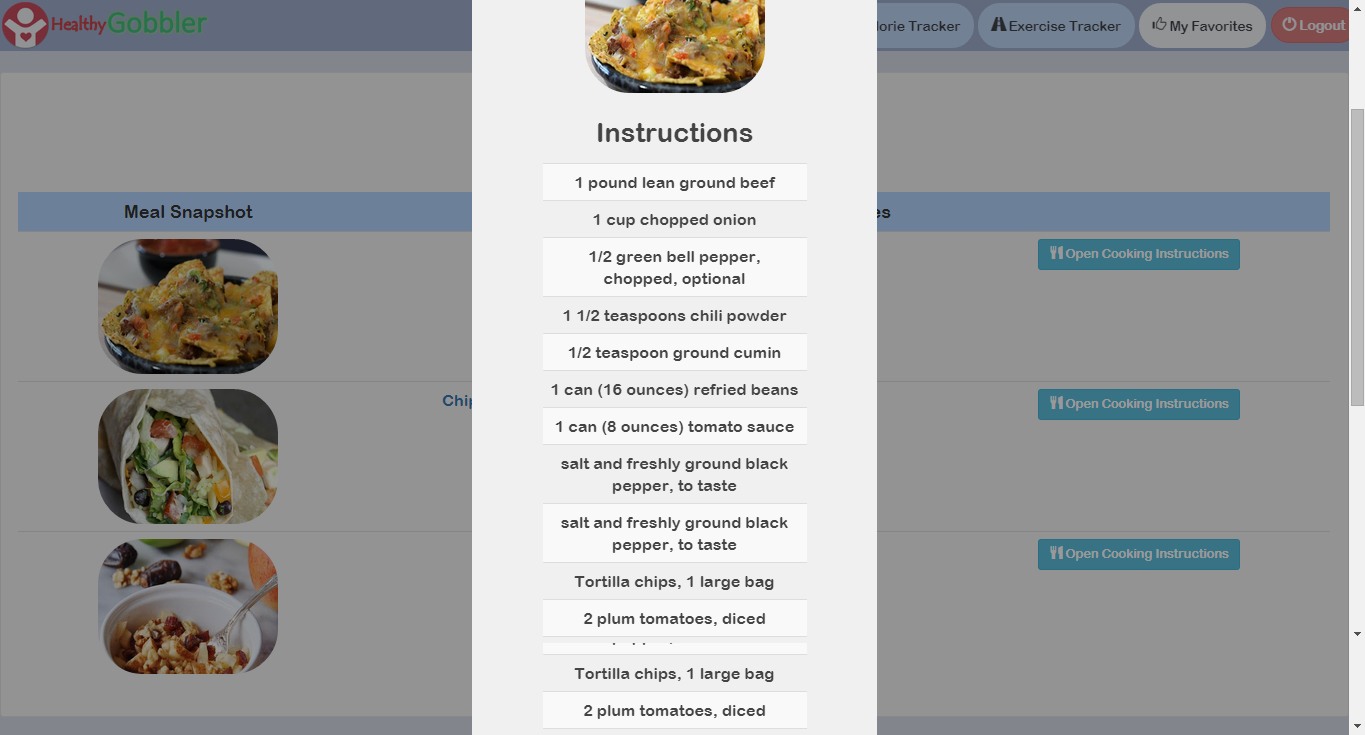 HealthyGobbler
lorie Tracker
Exercise Tracker
My Favorites
Logout
Instructions
1 pound lean ground beef
1 cup chopped onion
1/2 green bell pepper,
chopped, optional
1 1/2 teaspoons chili powder
1/2 teaspoon ground cumin
1 can (16 ounces) refried beans
1 can (8 ounces) tomato sauce
salt and freshly ground black
pepper, to taste
salt and freshly ground black
pepper, to taste
Tortilla chips, 1 large bag
2 plum tomatoes, diced
Tortilla chips, 1 large bag
2 plum tomatoes, diced
Meal Snapshot
es
Open Cooking Instructions
Chip
Open Cooking Instructions
Open Cooking Instructions